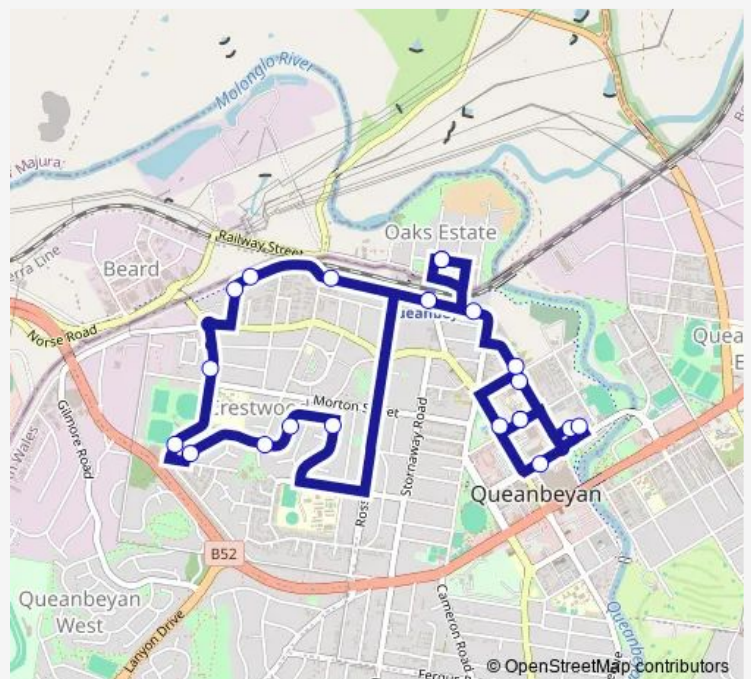 Molonglo River
Majura
Railway Street
Oaks Estate
Beard
Norse Road
Gilmore Road
Wales
Crestwood
Morton Street
Stornaway Road
Queanbeyan
B52
Queanbeyan
West
Lanyon Drive
Cameron Road
© OpenStreetMap contributors